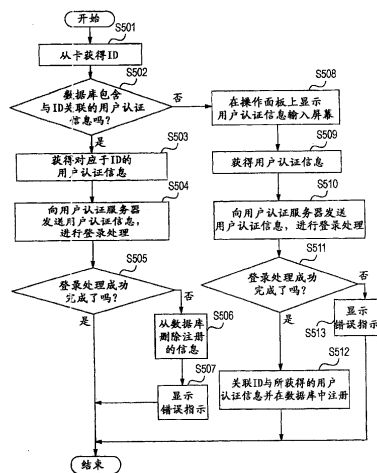 开始
S501
从卡获得ID
S502
数据库包含
与ID关联的用户认证
信息吗?
否
是
S503
获得对应于ID的
用户认证信息
S504
向用户认证服务器
发送用户认证信息，
进行登录处理
S505
登录处理成功
完成了吗?
否
是
S506
从数据库
删除注册
的信息
S507
显示
错误指示
S508
在操作面板上显示
用户认证信息输入屏幕
S509
获得用户认证信息
S510
向用户认证服务器发送
用户认证信息，进行登录处理
S511
登录处理成功
完成了吗?
否
是
显示
错误指示
S513
S512
关联ID与所获得的用户
认证信息并在数据库中注册
结束